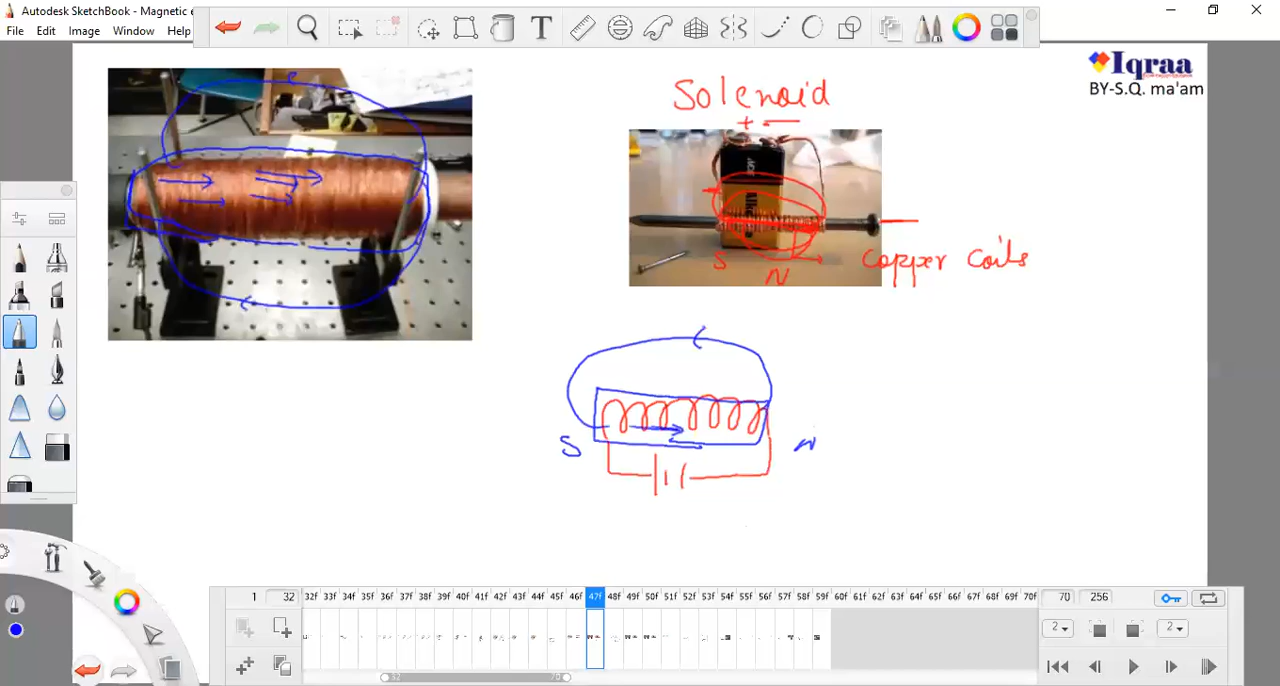 Autodesk SketchBook - Magnetic e
File Edit Image Window Help
T
Iqraa
BY-S.Q. ma'am
Solenoid
+ −
S
N
copper coils
S
N
1 32 32f 33f 34f 35f 36f 37f 38f 39f 40f 41f 42f 43f 44f 45f 46f 47f 48f 49f 50f 51f 52f 53f 54f 55f 56f 57f 58f 59f 60f 61f 62f 63f 64f 65f 66f 67f 68f 69f 70f 70 256
2 2
32 70